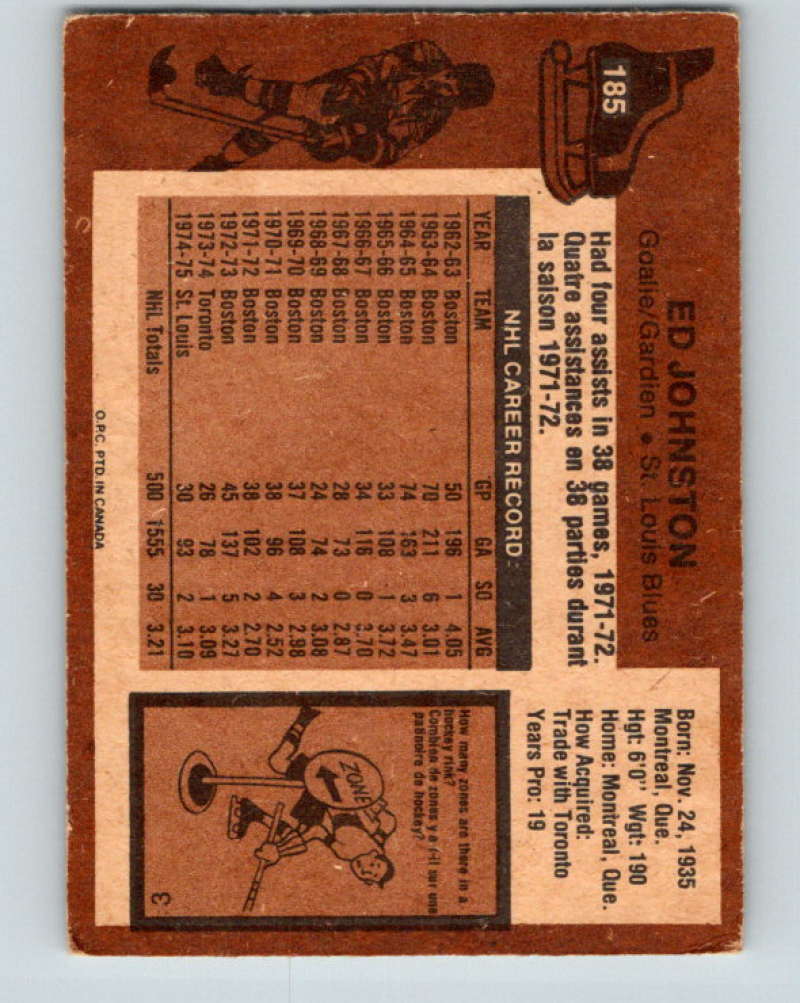 185
ED JOHNSTON
Goalie/Gardien • St. Louis Blues
Had four assists in 38 games, 1971-72.
Quatre assistances en 38 parties durant
la saison 1971-72.
NHL CAREER RECORD:
YEAR TEAM GP GA SO AVG
1962-63 Boston 50 196 1 4.05
1963-64 Boston 70 211 6 3.01
1964-65 Boston 74 163 3 3.47
1965-66 Boston 33 108 1 3.72
1966-67 Boston 34 116 0 3.70
1967-68 Boston 28 73 0 2.87
1968-69 Boston 24 74 2 3.08
1969-70 Boston 37 108 3 2.98
1970-71 Boston 38 96 4 2.52
1971-72 Boston 38 102 2 2.70
1972-73 Boston 45 137 5 3.27
1973-74 Toronto 26 78 1 3.09
1974-75 St. Louis 30 93 2 3.10
NHL Totals 500 1555 30 3.21
Born: Nov. 24, 1935
Montreal, Que.
Hgt: 6'0" Wgt: 190
Home: Montreal, Que.
How Acquired:
Trade with Toronto
Years Pro: 19
How many zones are there in a
hockey rink?
Combien de zones y a t-il sur une
patinoire de hockey?
ZONE
3
O.P.C. PTD. IN CANADA